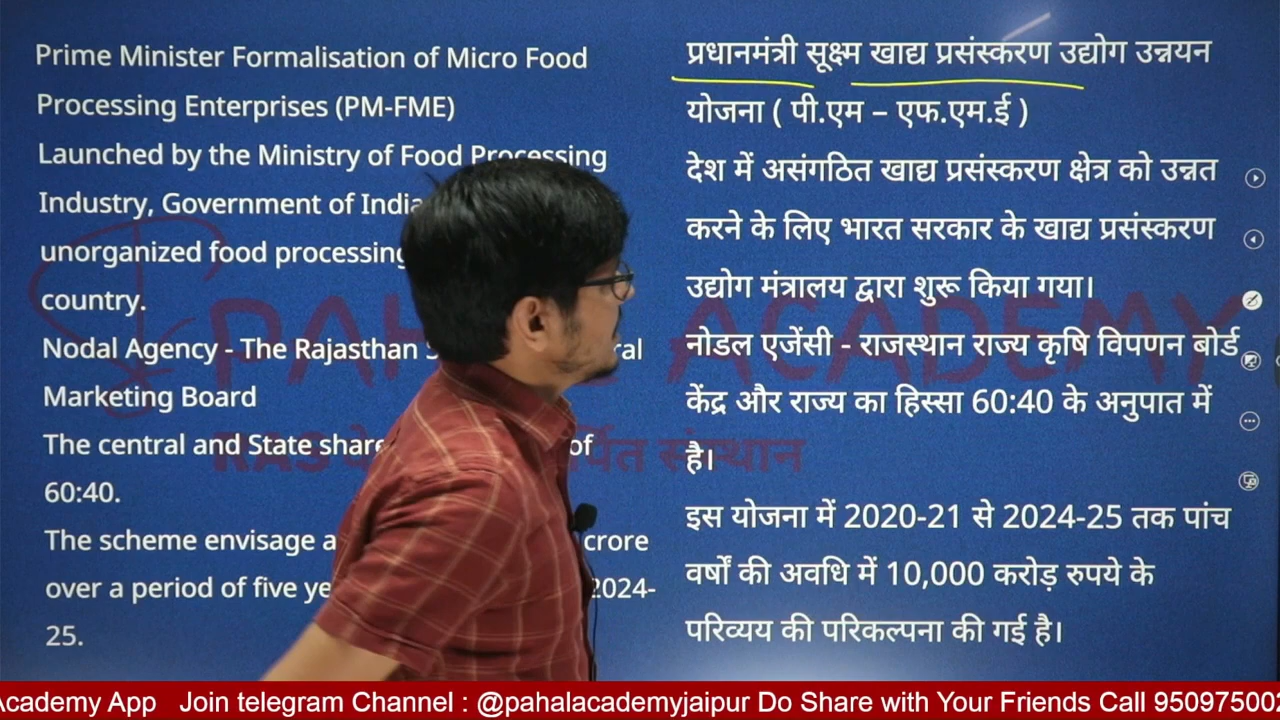 Prime Minister Formalisation of Micro Food
Processing Enterprises (PM-FME)
Launched by the Ministry of Food Processing
Industry, Government of India
unorganized food processing
country.
Nodal Agency - The Rajasthan
Marketing Board
The central and State share of
60:40.
The scheme envisage crore
over a period of five 2024-
25.
प्रधानमंत्री सूक्ष्म खाद्य प्रसंस्करण उद्योग उन्नयन
योजना ( पी.एम – एफ.एम.ई )
देश में असंगठित खाद्य प्रसंस्करण क्षेत्र को उन्नत
करने के लिए भारत सरकार के खाद्य प्रसंस्करण
उद्योग मंत्रालय द्वारा शुरू किया गया।
नोडल एजेंसी - राजस्थान राज्य कृषि विपणन बोर्ड
केंद्र और राज्य का हिस्सा 60:40 के अनुपात में
है।
इस योजना में 2020-21 से 2024-25 तक पांच
वर्षों की अवधि में 10,000 करोड़ रुपये के
परिव्यय की परिकल्पना की गई है।
ACADEMY
RAS संस्थान
Academy App Join telegram Channel : @pahalacademyjaipur Do Share with Your Friends Call 950975002